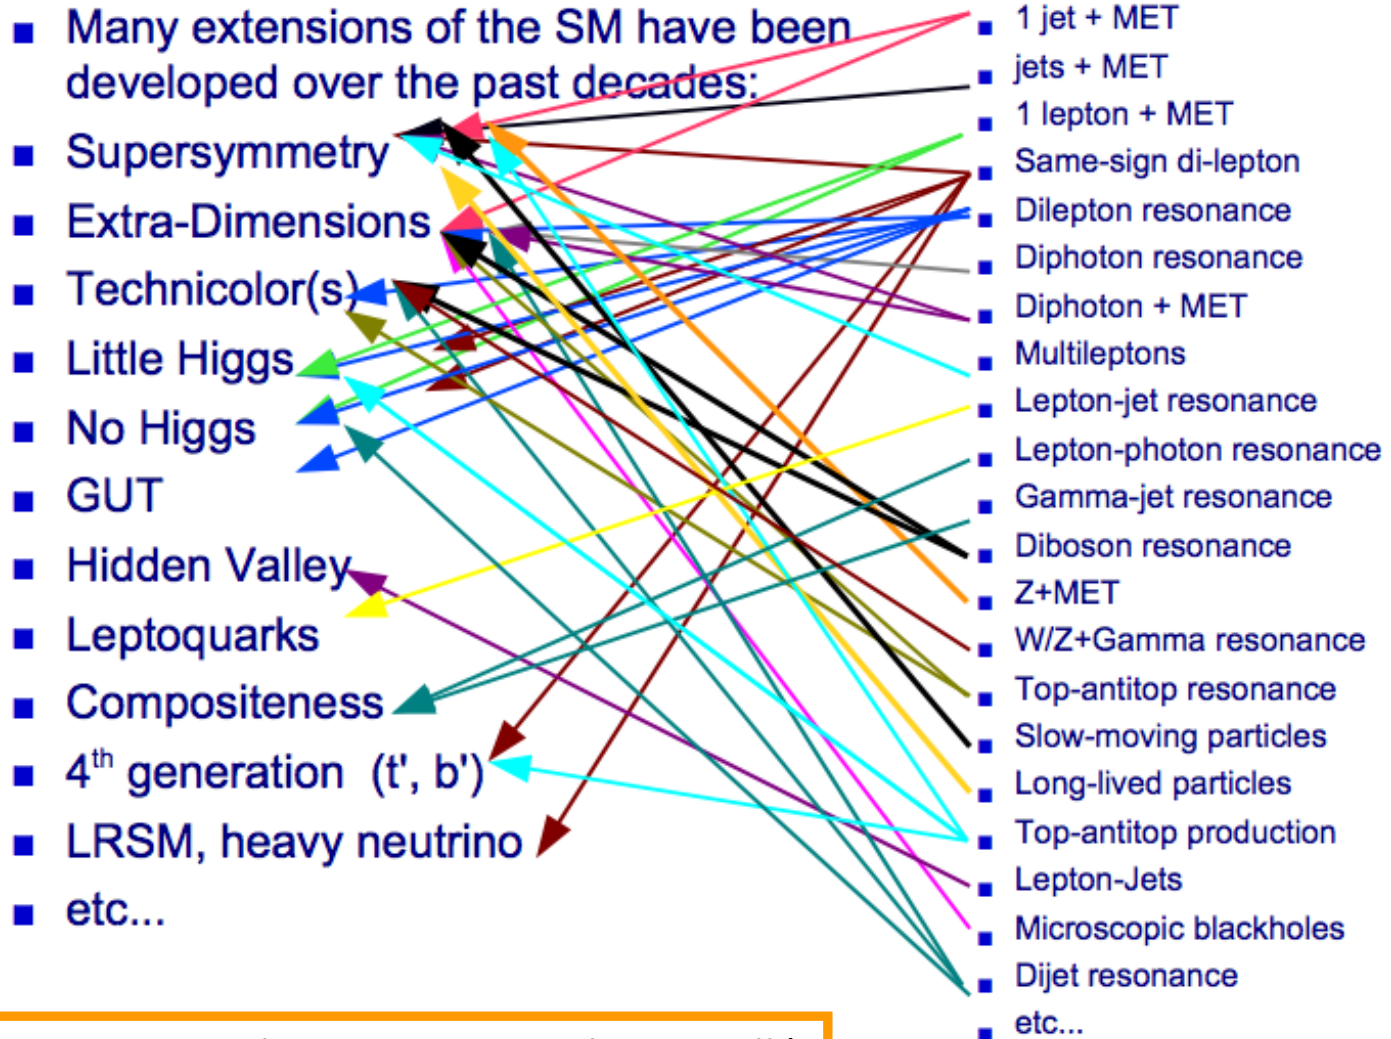 Many extensions of the SM have been
developed over the past decades:
Supersymmetry
Extra-Dimensions
Technicolor(s)
Little Higgs
No Higgs
GUT
Hidden Valley
Leptoquarks
Compositeness
4th generation (t', b')
LRSM, heavy neutrino
etc...
1 jet + MET
jets + MET
1 lepton + MET
Same-sign di-lepton
Dilepton resonance
Diphoton resonance
Diphoton + MET
Multileptons
Lepton-jet resonance
Lepton-photon resonance
Gamma-jet resonance
Diboson resonance
Z+MET
W/Z+Gamma resonance
Top-antitop resonance
Slow-moving particles
Long-lived particles
Top-antitop production
Lepton-Jets
Microscopic blackholes
Dijet resonance
etc...